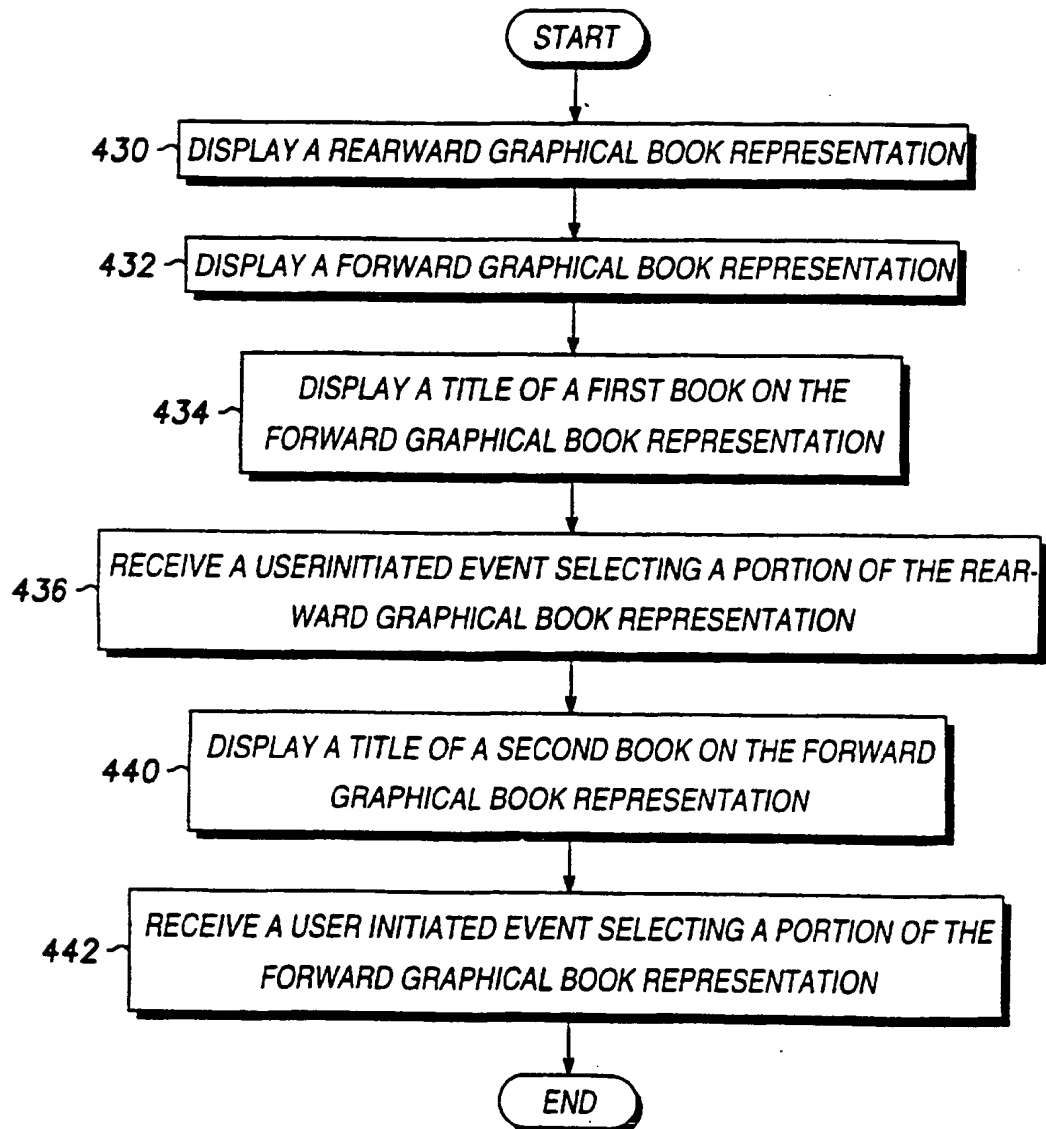 START
430 DISPLAY A REARWARD GRAPHICAL BOOK REPRESENTATION
432 DISPLAY A FORWARD GRAPHICAL BOOK REPRESENTATION
DISPLAY A TITLE OF A FIRST BOOK ON THE
434
FORWARD GRAPHICAL BOOK REPRESENTATION
RECEIVE A USERINITIATED EVENT SELECTING A PORTION OF THE REAR-
436
WARD GRAPHICAL BOOK REPRESENTATION
DISPLAY A TITLE OF A SECOND BOOK ON THE FORWARD
440
GRAPHICAL BOOK REPRESENTATION
RECEIVE A USER INITIATED EVENT SELECTING A PORTION OF THE
442
FORWARD GRAPHICAL BOOK REPRESENTATION
END